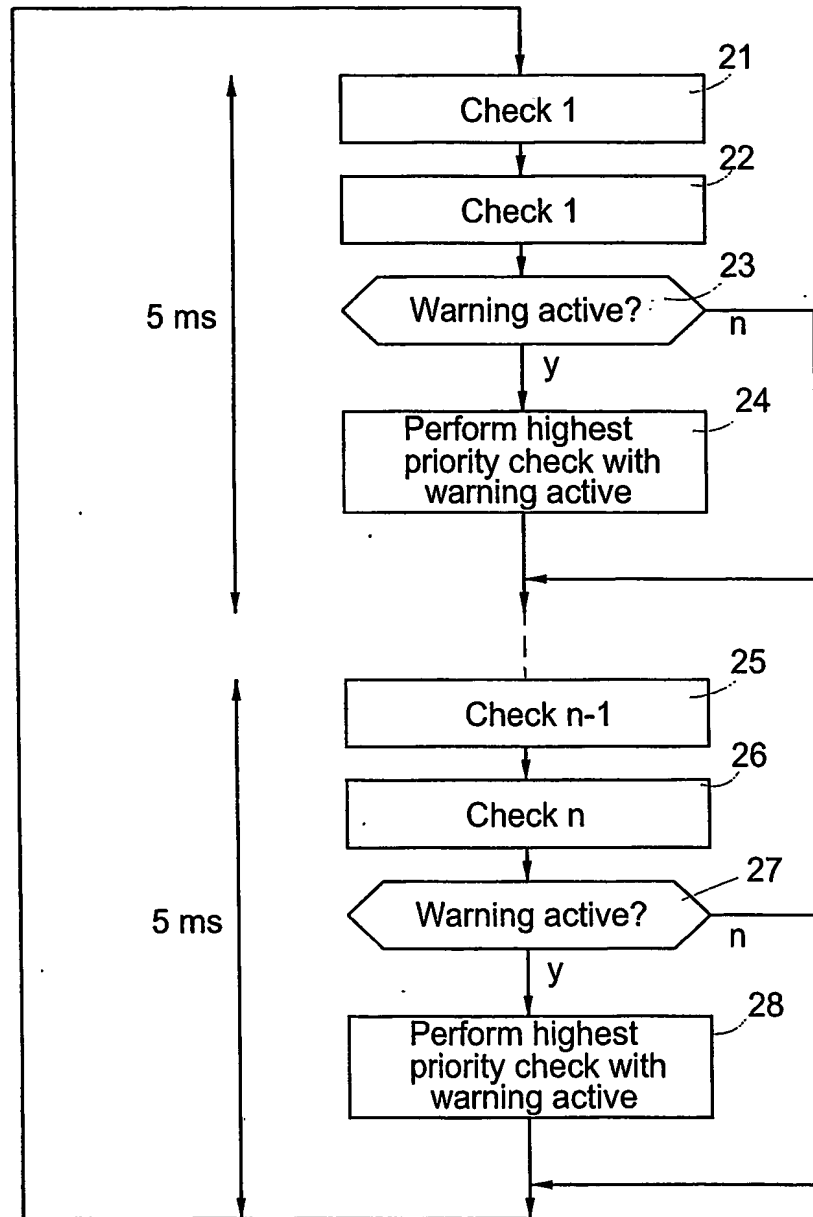 21
Check 1
22
Check 1
23
Warning active?
n
5 ms
y
24
Perform highest
priority check with
warning active
25
Check n-1
26
Check n
27
Warning active?
n
5 ms
y
28
Perform highest
priority check with
warning active